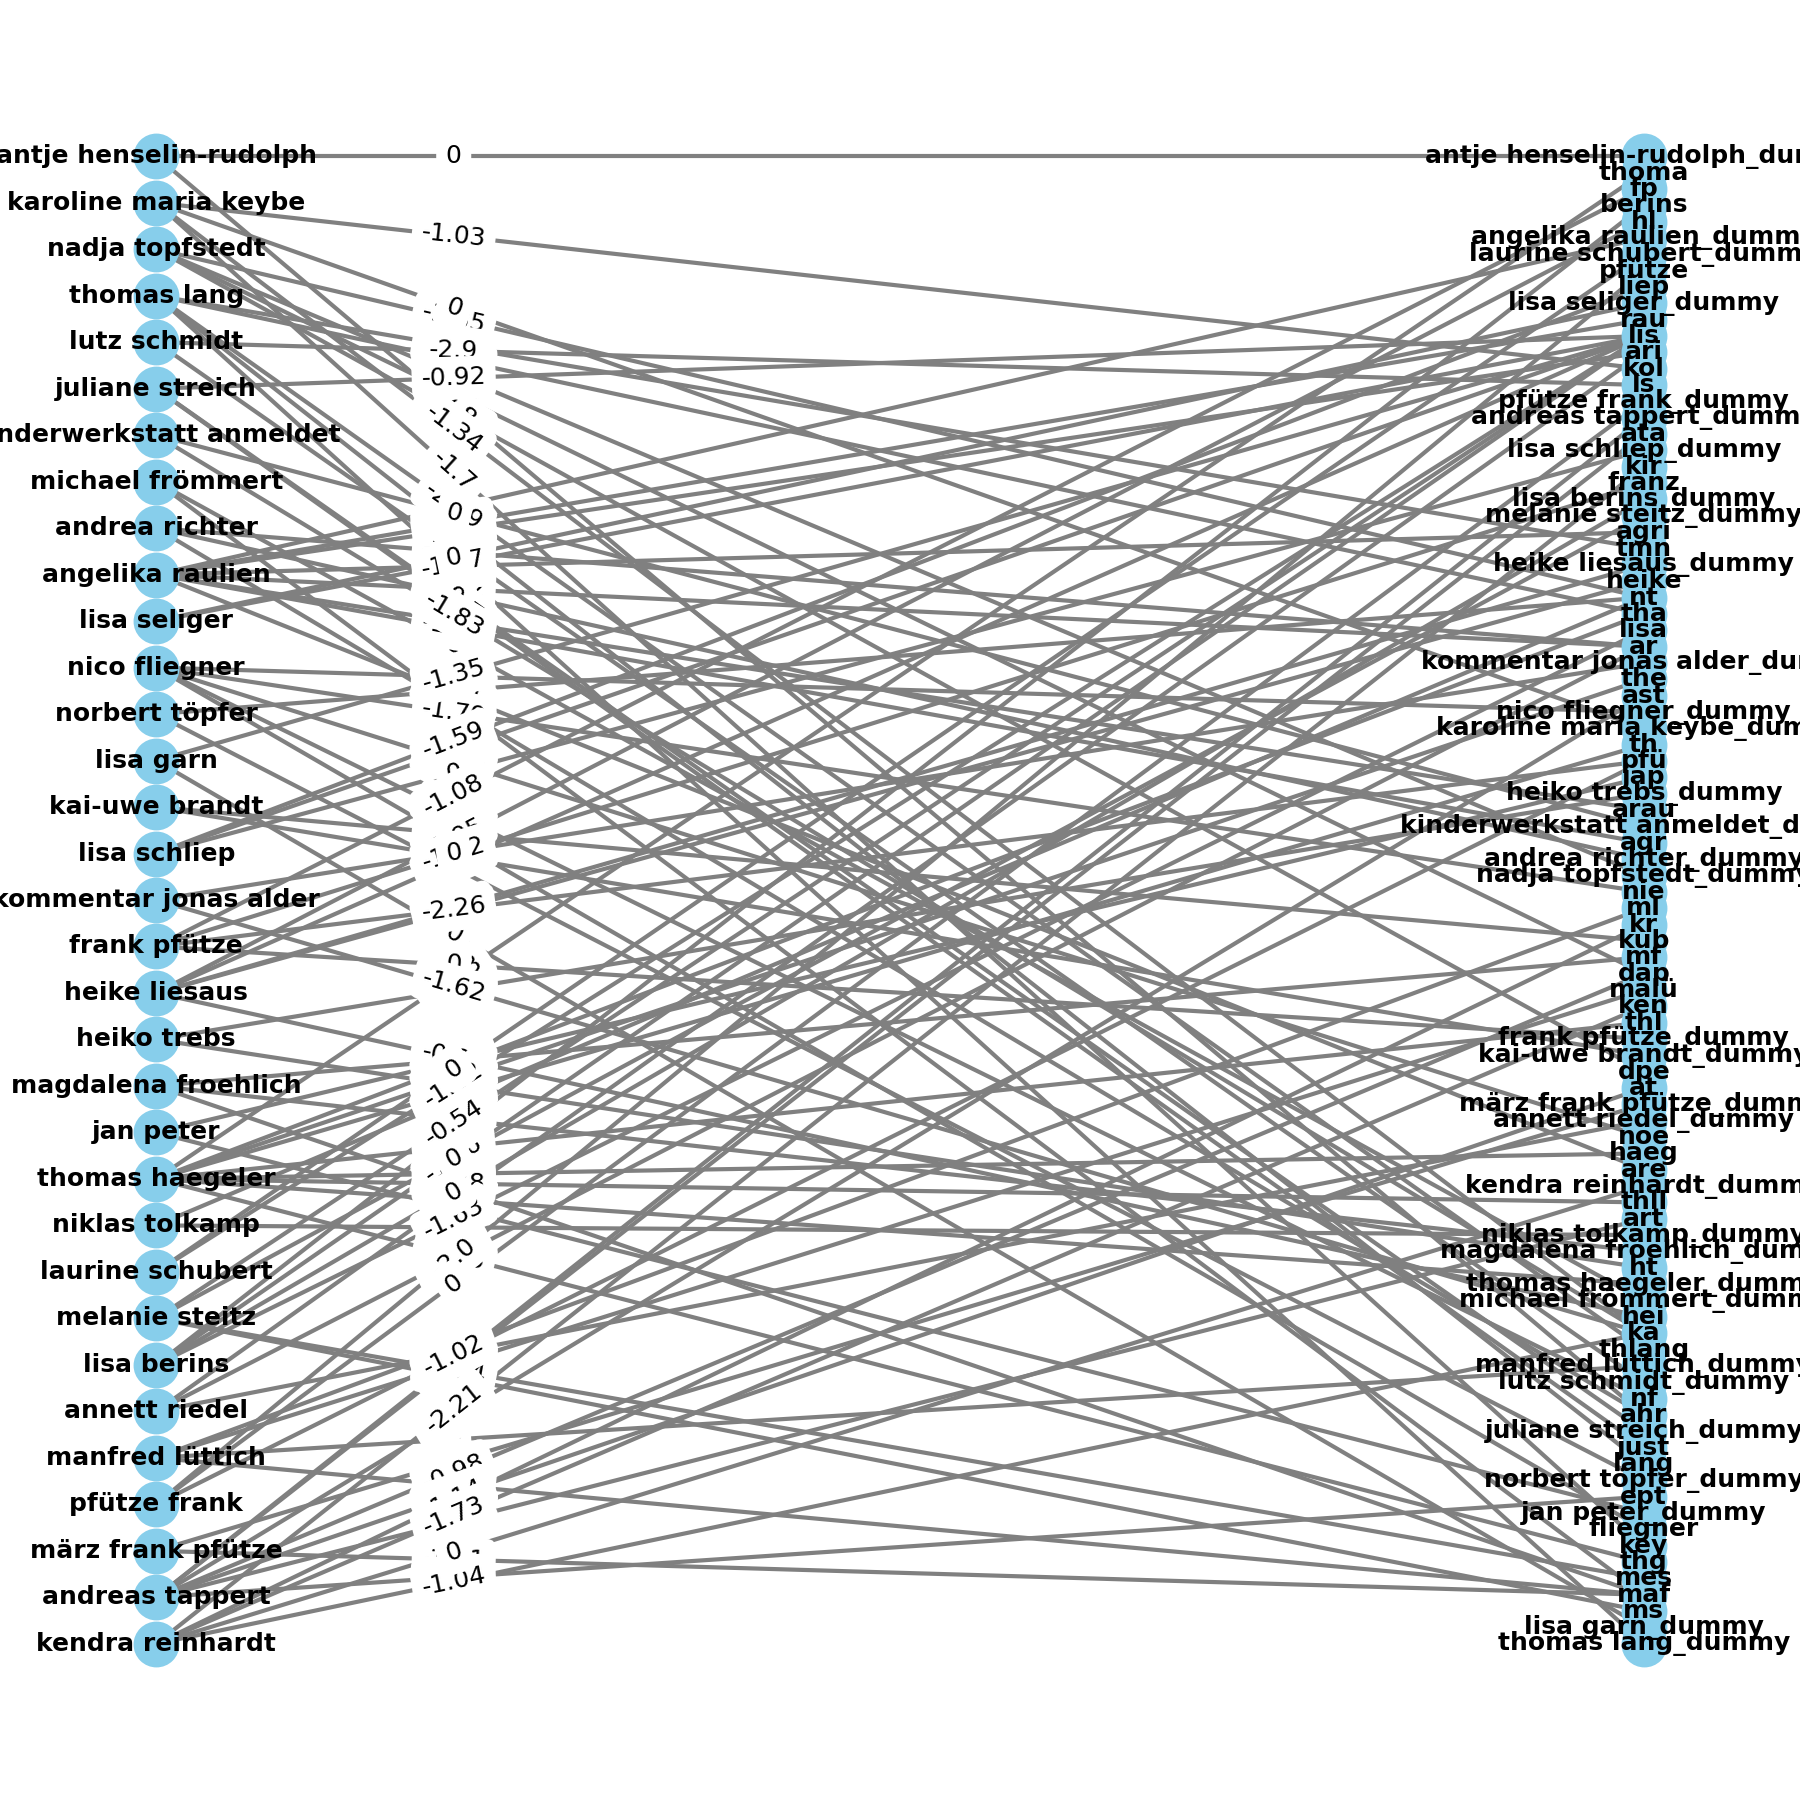 antje henselin-rudolph
karoline maria keybe
nadja topfstedt
thomas lang
lutz schmidt
juliane streich
nderwerkstatt anmeldet
michael frömmert
andrea richter
angelika raulien
lisa seliger
nico fliegner
norbert töpfer
lisa garn
kai-uwe brandt
lisa schliep
kommentar jonas alder
frank pfütze
heike liesaus
heiko trebs
magdalena froehlich
jan peter
thomas haegeler
niklas tolkamp
laurine schubert
melanie steitz
lisa berins
annett riedel
manfred lüttich
pfütze frank
märz frank pfütze
andreas tappert
kendra reinhardt
0
-1.03
0
-2.9
-0.92
-1.34
-1.7
0
0
-1.83
-1.35
-1.59
-1.08
0
-2.26
-1.62
0
-0.54
0
0
-1.63
0
-1.02
-2.21
-1.73
0
-1.04
antje henselin-rudolph_dum
thoma
fp
berins
hl
angelika raulien_dumm
laurine schubert_dumm
pfütze
liep
lisa seliger_dummy
rau
lis
ari
kol
ls
pfütze frank_dummy
andreas tappert_dumm
ata
lisa schliep_dummy
kir
franz
lisa berins_dummy
melanie steitz_dummy
agri
tmn
heike liesaus_dummy
heike
nt
tha
lisa
ar
kommentar jonas alder_dum
the
ast
nico fliegner_dummy
karoline maria keybe_dum
th
pfü
jap
heiko trebs_dummy
arau
kinderwerkstatt anmeldet_d
agr
andrea richter_dummy
nadja topfstedt_dummy
nie
ml
kr
kub
mf
dap
malü
ken
thl
frank pfütze_dummy
kai-uwe brandt_dummy
dpe
at
märz frank pfütze_dumm
annett riedel_dummy
noe
haeg
are
kendra reinhardt_dumm
thll
art
niklas tolkamp_dummy
magdalena froehlich_dum
ht
thomas haegeler_dumm
michael frömmert_dumm
hei
ka
thlang
manfred lüttich_dummy
lutz schmidt_dummy
nf
ahr
juliane streich_dummy
just
lang
norbert töpfer_dummy
ept
jan peter_dummy
fliegner
key
thg
mes
maf
ms
lisa garn_dummy
thomas lang_dummy